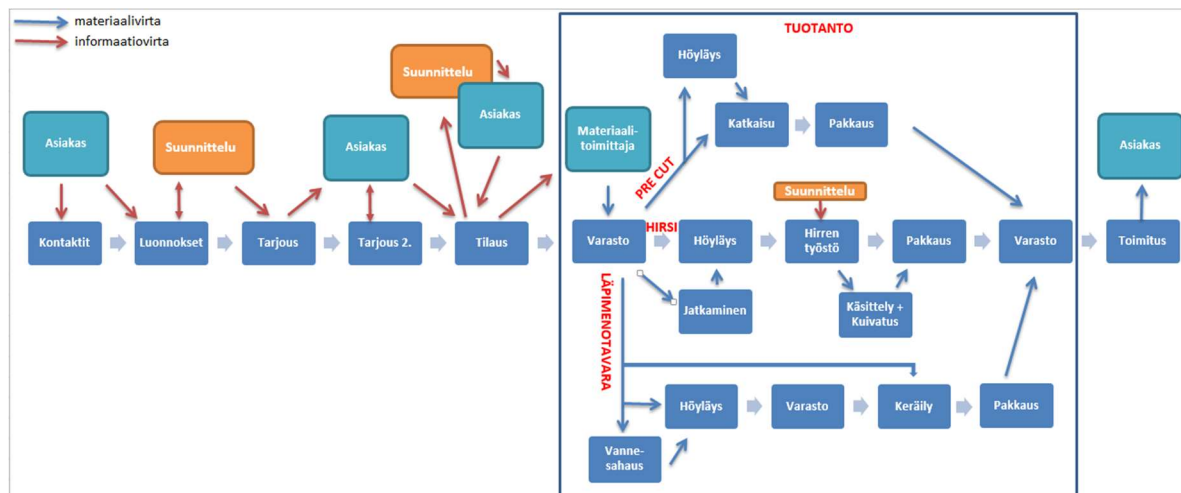 materiaalivirta
informaatiovirta
TUOTANTO
Suunnittelu
Asiakas
Höyläys
Asiakas
Suunnittelu
Asiakas
Materiaali-
toimittaja
Katkaisu
Pakkaus
Asiakas
PRE CUT
Suunnittelu
HIRSI
Kontaktit
Luonnokset
Tarjous
Tarjous 2.
Tilaus
Varasto
Höyläys
Hirren
työstö
Pakkaus
Varasto
Toimitus
LÄPIMENOTAVARA
Jatkaminen
Käsittely +
Kuivatus
Höyläys
Varasto
Keräily
Pakkaus
Vanne-
sahaus